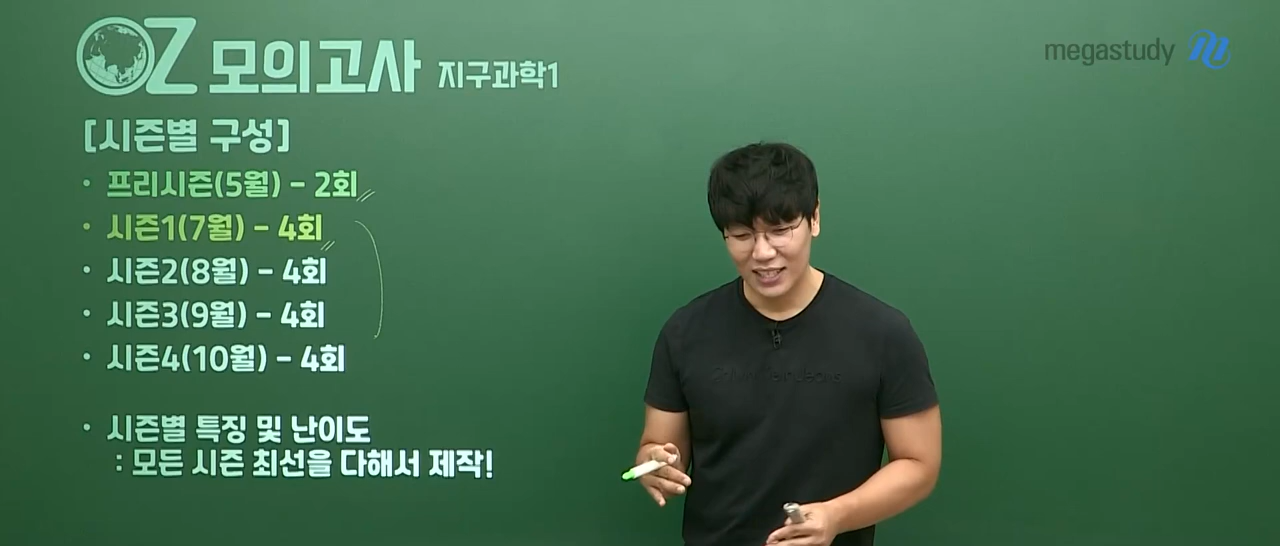 OZ 모의고사 지구과학1
megastudy
[시즌별 구성]
• 프리시즌(5월) - 2회
• 시즌1(7월) - 4회
• 시즌2(8월) - 4회
• 시즌3(9월) - 4회
• 시즌4(10월) - 4회
• 시즌별 특징 및 난이도
: 모든 시즌 최선을 다해서 제작!